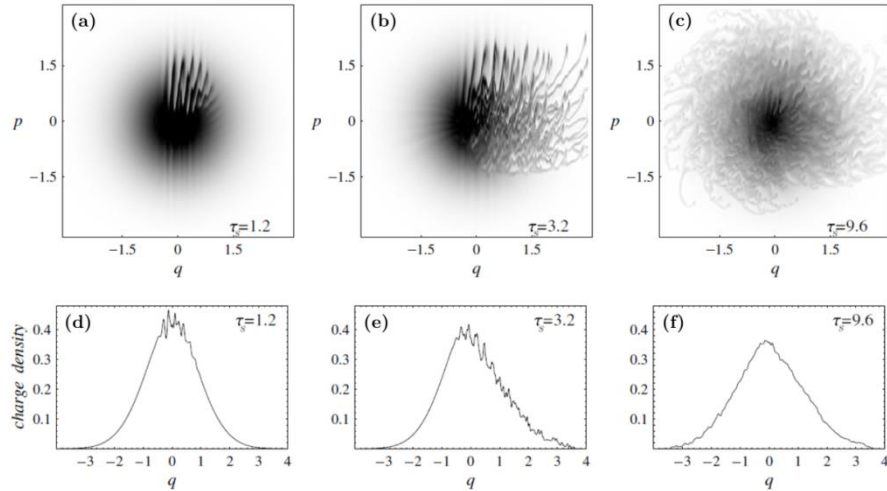 (a) (b) (c)
1.5 1.5 1.5
p 0 p 0 p 0
−1.5 −1.5 −1.5
τs=1.2 τs=3.2 τs=9.6
−1.5 0 1.5 −1.5 0 1.5 −1.5 0 1.5
q q q
(d) τs=1.2 (e) τs=3.2 (f) τs=9.6
0.4 0.4 0.4
0.3 0.3 0.3
0.2 0.2 0.2
0.1 0.1 0.1
charge density
−3 −2 −1 0 1 2 3 4 −3 −2 −1 0 1 2 3 4 −3 −2 −1 0 1 2 3 4
q q q